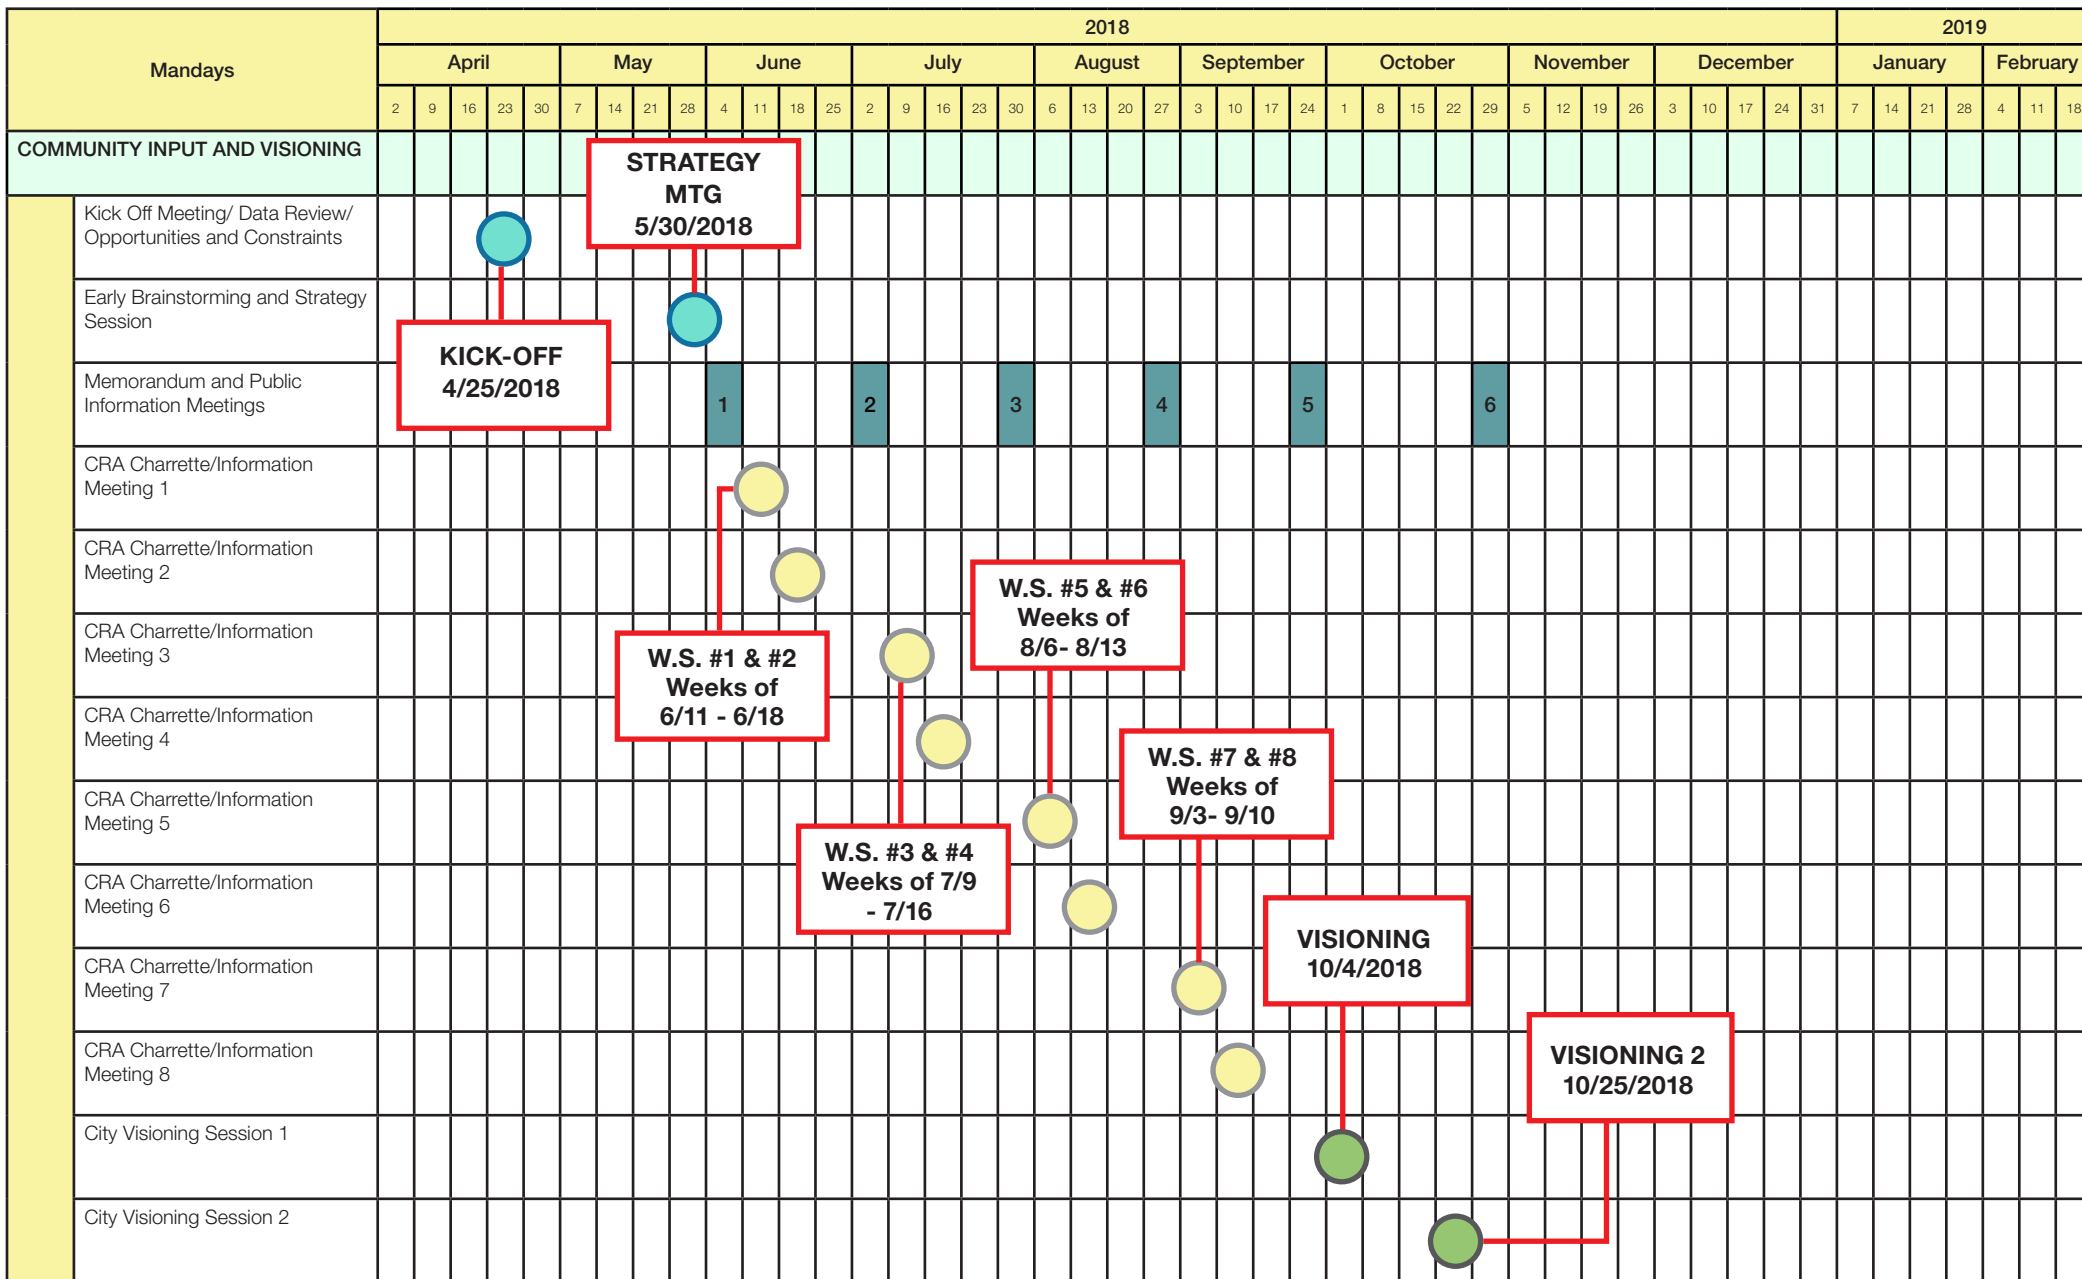 Mandays
2018
2019
April
May
June
July
August
September
October
November
December
January
February
2 9 16 23 30 7 14 21 28 4 11 18 25 2 9 16 23 30 6 13 20 27 3 10 17 24 1 8 15 22 29 5 12 19 26 3 10 17 24 31 7 14 21 28 4 11 18
COMMUNITY INPUT AND VISIONING
STRATEGY
MTG
5/30/2018
Kick Off Meeting/ Data Review/
Opportunities and Constraints
Early Brainstorming and Strategy
Session
KICK-OFF
4/25/2018
Memorandum and Public
Information Meetings
1 2 3 4 5 6
CRA Charrette/Information
Meeting 1
CRA Charrette/Information
Meeting 2
W.S. #5 & #6
Weeks of
8/6- 8/13
CRA Charrette/Information
Meeting 3
W.S. #1 & #2
Weeks of
6/11 - 6/18
CRA Charrette/Information
Meeting 4
W.S. #7 & #8
Weeks of
9/3- 9/10
CRA Charrette/Information
Meeting 5
W.S. #3 & #4
Weeks of 7/9
- 7/16
CRA Charrette/Information
Meeting 6
VISIONING
10/4/2018
CRA Charrette/Information
Meeting 7
CRA Charrette/Information
Meeting 8
VISIONING 2
10/25/2018
City Visioning Session 1
City Visioning Session 2